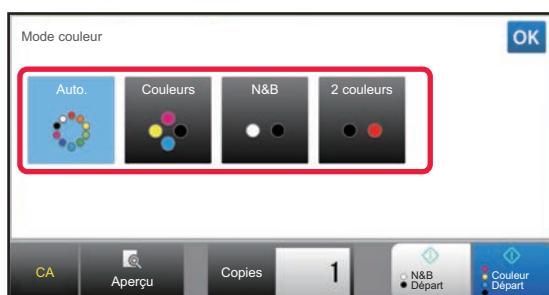 Mode couleur
OK
Auto.
Couleurs
N&B
2 couleurs
CA
Aperçu
Copies
1
N&B
Départ
Couleur
Départ